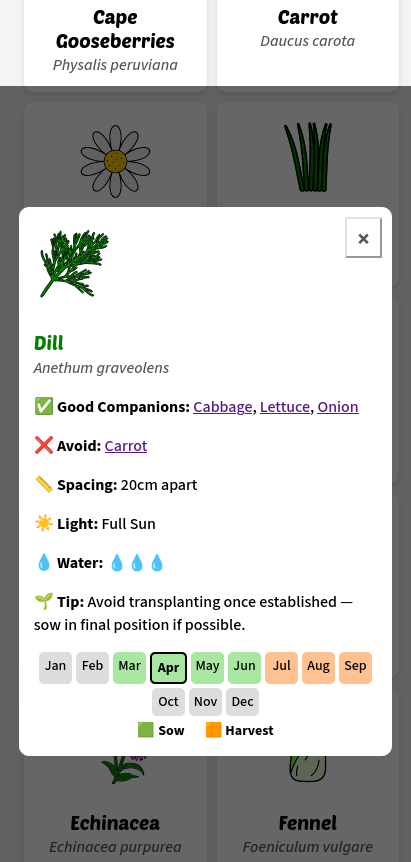 Cape Gooseberries
Physalis peruviana
Carrot
Daucus carota
×
Dill
Anethum graveolens
✅ Good Companions: Cabbage, Lettuce, Onion
❌ Avoid: Carrot
📏 Spacing: 20cm apart
☀️ Light: Full Sun
💧 Water: 💧💧💧
🌱 Tip: Avoid transplanting once established —
sow in final position if possible.
Jan Feb Mar Apr May Jun Jul Aug Sep
Oct Nov Dec
🟩 Sow 🟧 Harvest
Echinacea
Echinacea purpurea
Fennel
Foeniculum vulgare